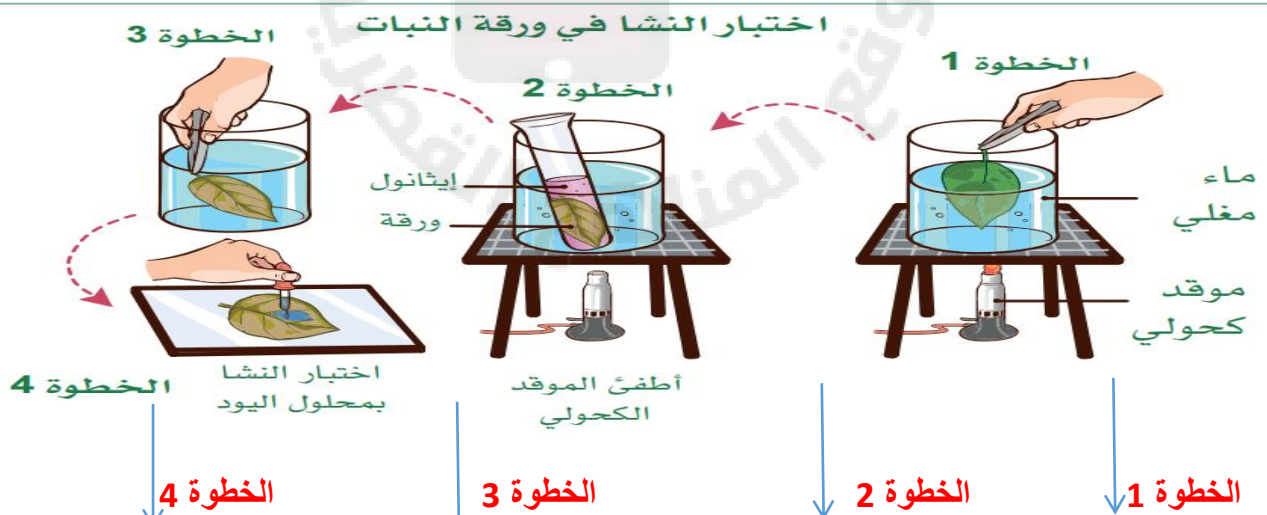 اختبار النشا في ورقة النبات
الخطوة 1
الخطوة 2
الخطوة 3
ماء
مغلي
إيثانول
ورقة
موقد
كحولي
أطفئ الموقد
الكحولي
اختبار النشا
بمحلول اليود
الخطوة 4
الخطوة 1
الخطوة 2
الخطوة 3
الخطوة 4